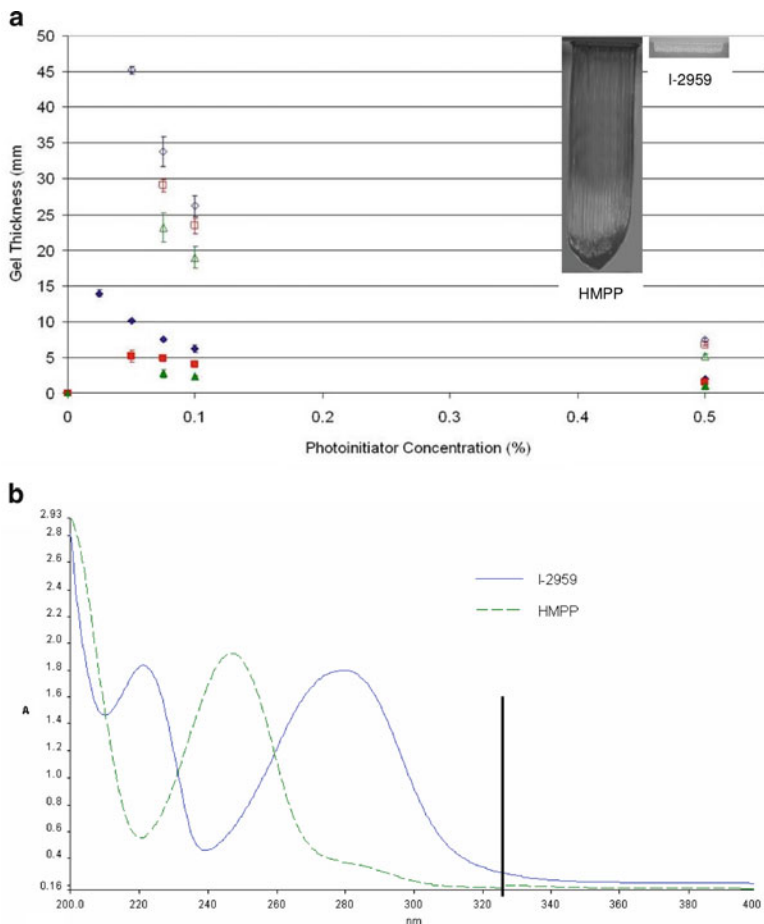 a
50
45
40
35
30
25
20
15
10
5
0
Gel Thickness (mm
0 0.1 0.2 0.3 0.4 0.5
Photoinitiator Concentration (%)
I-2959
HMPP
b
2.93
2.8
2.6
2.4
2.2
2.0
1.8
1.6
1.4
1.2
1.0
0.8
0.6
0.4
0.16
A
I-2959
HMPP
200.0 220 240 260 280 300 320 340 360 380 400
nm